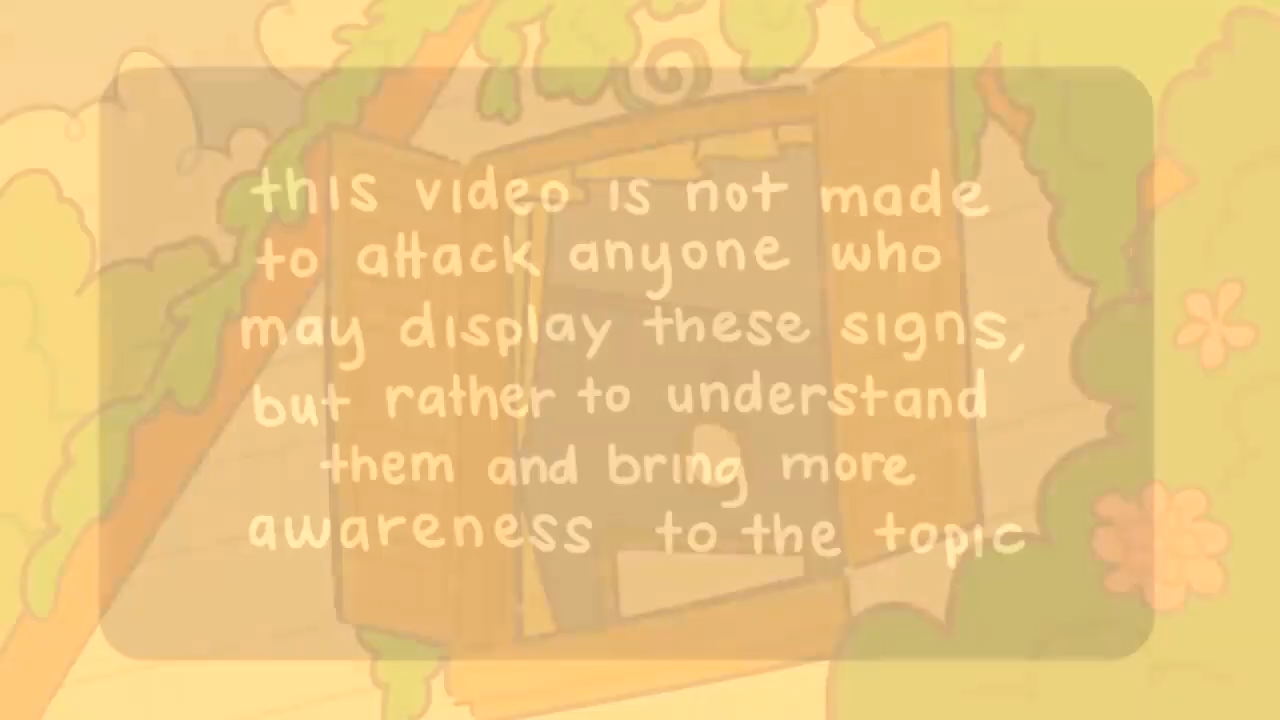 this video is not made
to attack anyone who
may display these signs,
but rather to understand
them and bring more
awareness to the topic